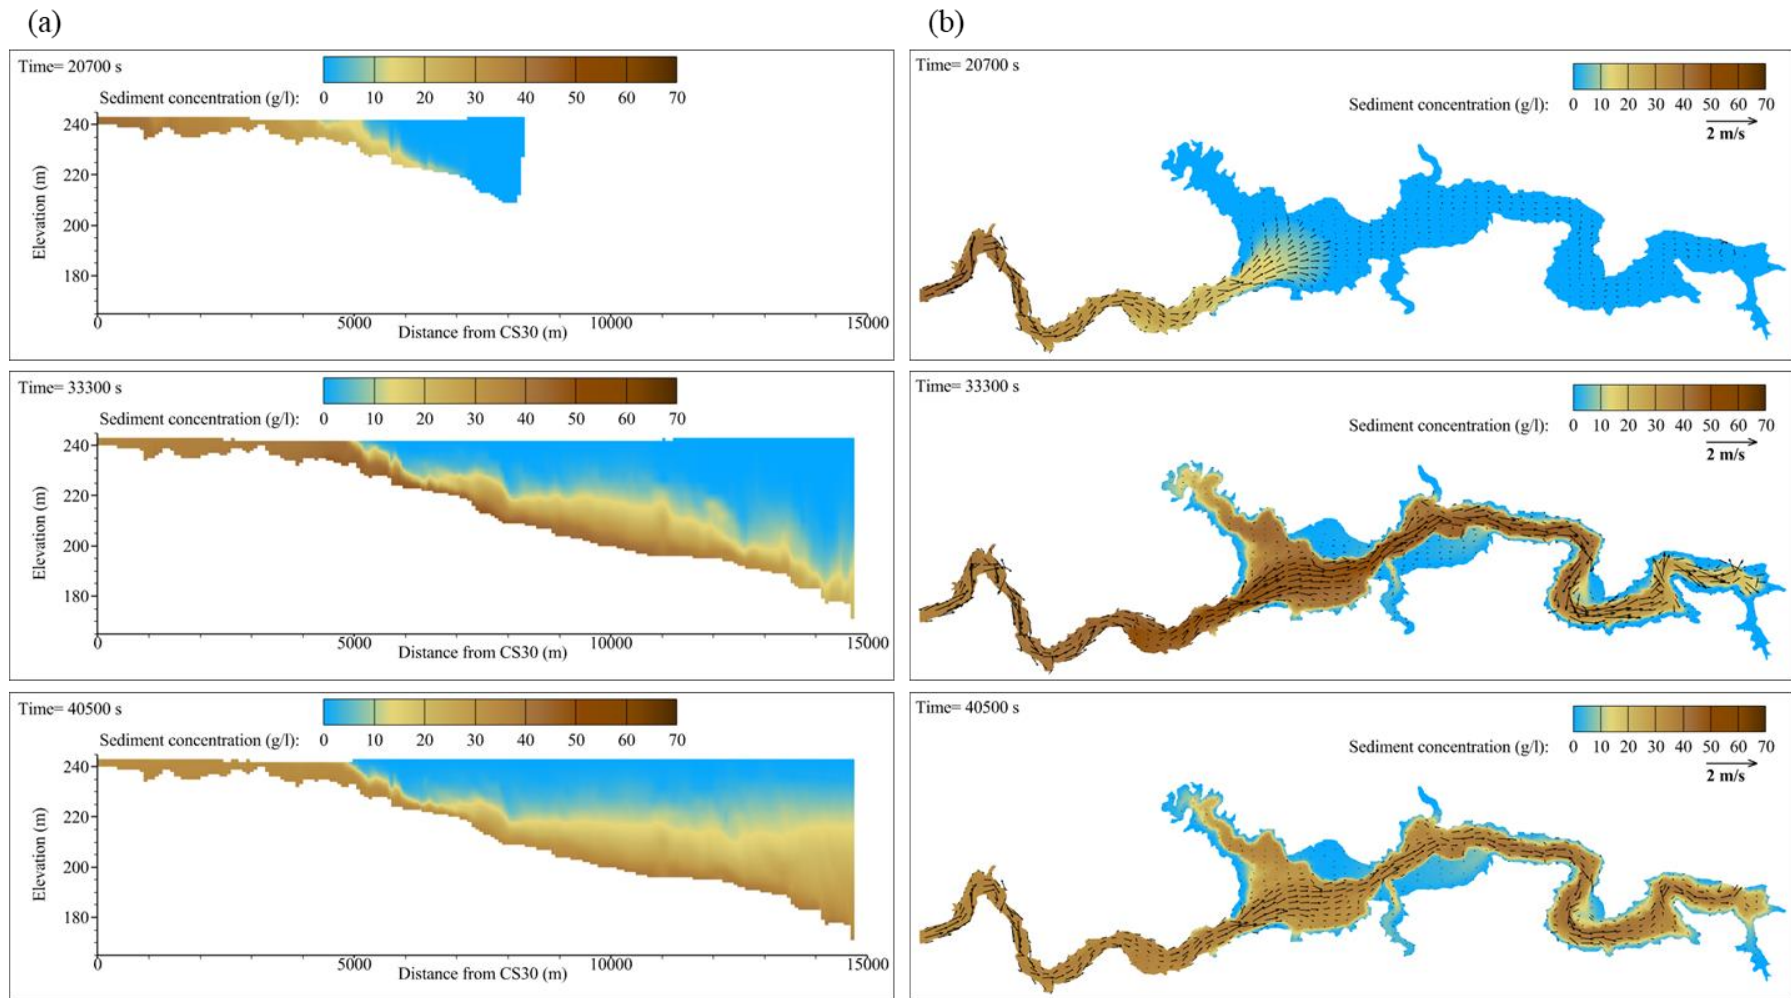 (a)
(b)
Time= 20700 s
Sediment concentration (g/l): 0 10 20 30 40 50 60 70
Elevation (m)
240
220
200
180
0 5000 10000 15000
Distance from CS30 (m)
Time= 20700 s
Sediment concentration (g/l): 0 10 20 30 40 50 60 70
2 m/s
Time= 33300 s
Sediment concentration (g/l): 0 10 20 30 40 50 60 70
Elevation (m)
240
220
200
180
0 5000 10000 15000
Distance from CS30 (m)
Time= 33300 s
Sediment concentration (g/l): 0 10 20 30 40 50 60 70
2 m/s
Time= 40500 s
Sediment concentration (g/l): 0 10 20 30 40 50 60 70
Elevation (m)
240
220
200
180
0 5000 10000 15000
Distance from CS30 (m)
Time= 40500 s
Sediment concentration (g/l): 0 10 20 30 40 50 60 70
2 m/s